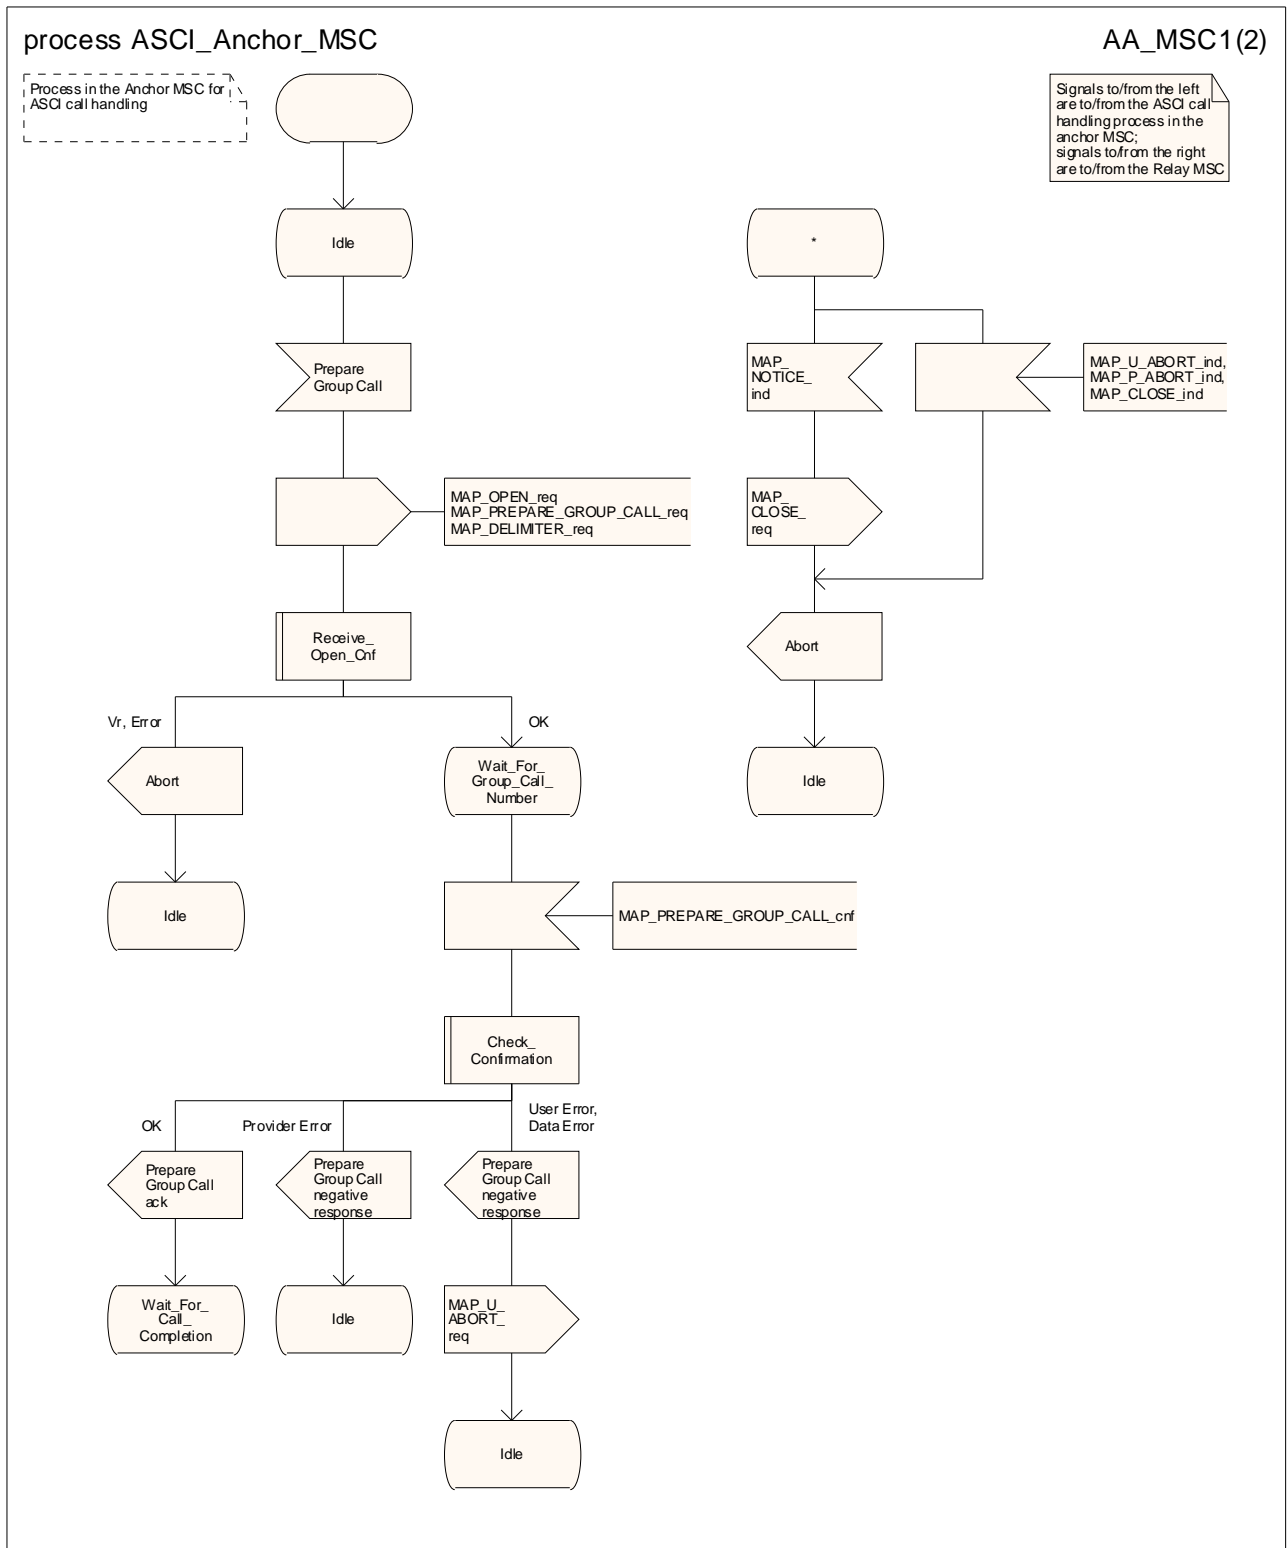 process ASCI_Anchor_MSC
AA_MSC1(2)
Process in the Anchor MSC for
ASCI call handling
Signals to/from the left
are to/from the ASCI call
handling process in the
anchor MSC;
signals to/from the right
are to/from the Relay MSC
Idle
*
Prepare
Group Call
MAP_
NOTICE_
ind
MAP_U_ABORT_ind,
MAP_P_ABORT_ind,
MAP_CLOSE_ind
MAP_OPEN_req
MAP_PREPARE_GROUP_CALL_req
MAP_DELIMITER_req
MAP_
CLOSE_
req
Receive_
Open_Cnf
Abort
Vr, Error
OK
Abort
Wait_For_
Group_Call_
Number
Idle
Idle
MAP_PREPARE_GROUP_CALL_cnf
Check_
Confirmation
OK
Provider Error
User Error,
Data Error
Prepare
Group Call
ack
Prepare
Group Call
negative
response
Prepare
Group Call
negative
response
Wait_For_
Call_
Completion
Idle
MAP_U_
ABORT_
req
Idle